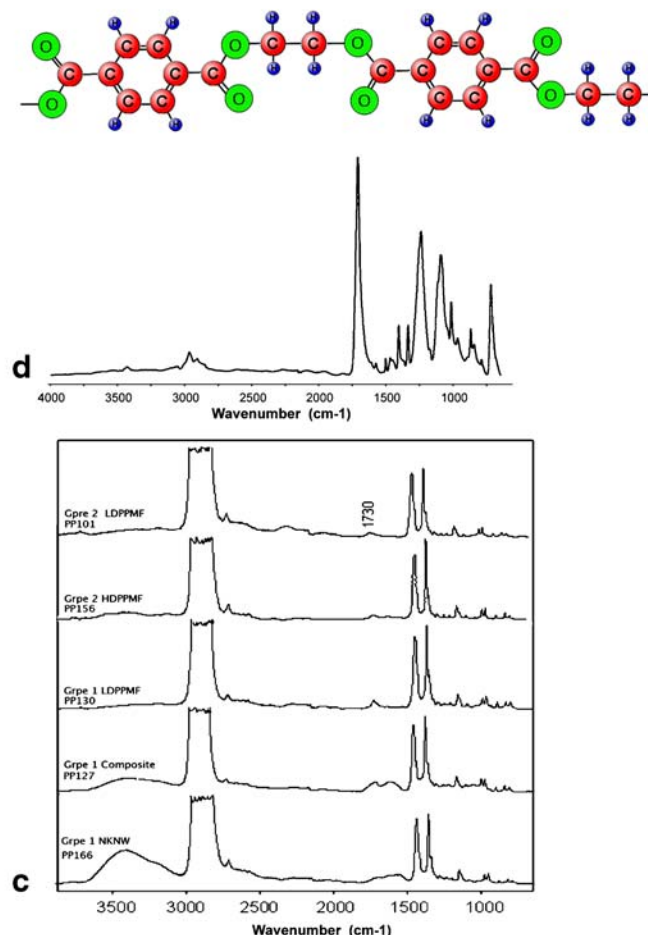 O C C C C C H H H H C C C O O O C H H C H H O C O C C C C C C H H H H C O O C H H C H H
d
4000 3500 3000 2500 2000 1500 1000
Wavenumber (cm-1)
Gpre 2 LDPPMF
PP101
1730
Grpe 2 HDPPMF
PP156
Grpe 1 LDPPMF
PP130
Grpe 1 Composite
PP127
Grpe 1 NKNW
PP166
c
3500 3000 2500 2000 1500 1000
Wavenumber (cm-1)